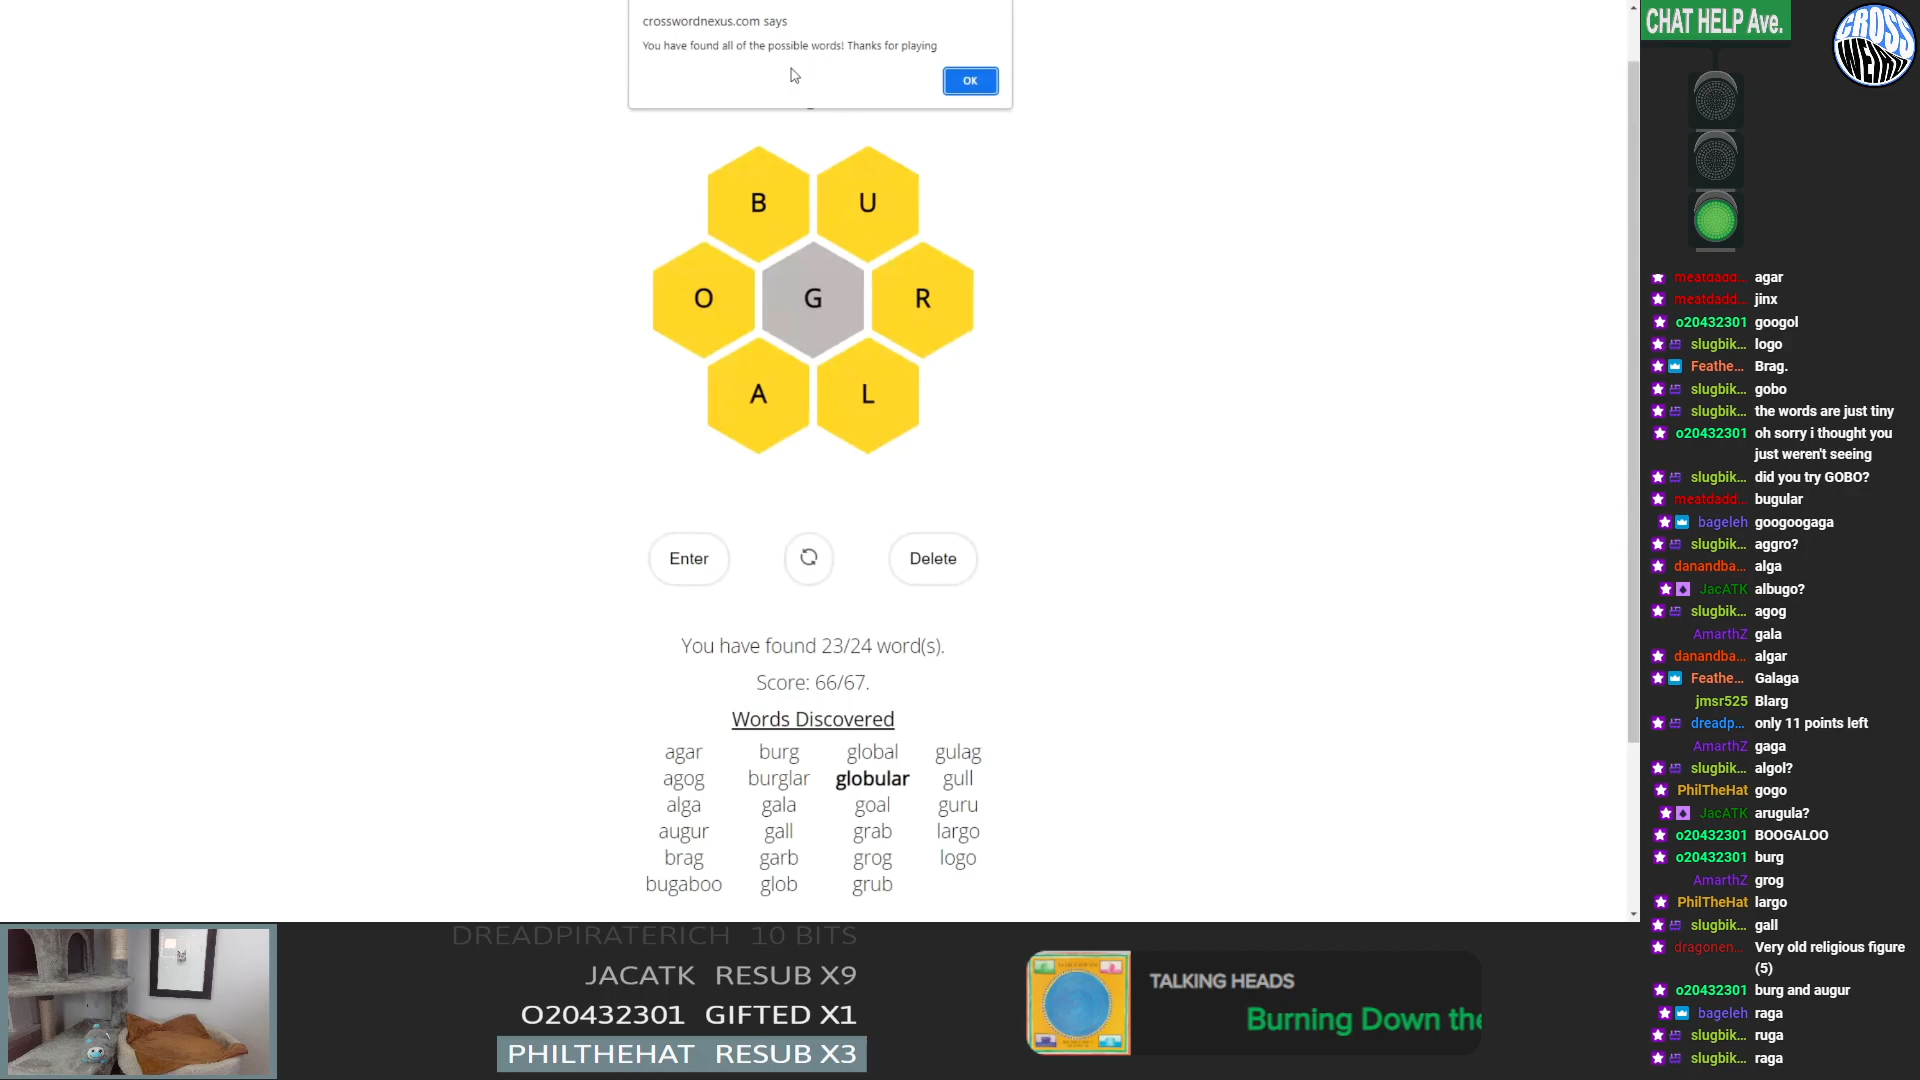 crosswordnexus.com says
You have found all of the possible words! Thanks for playing
OK
B U
O G R
A L
Enter Delete
You have found 23/24 word(s).
Score: 66/67.
Words Discovered
agar burg global gulag
agog burglar globular gull
alga gala goal guru
augur gall grab largo
brag garb grog logo
bugaboo glob grub
CHAT HELP Ave.
CROSS
WEIRD
meatdadd... agar
meatdadd... jinx
o20432301 googol
slugbik... logo
Feathe... Brag.
slugbik... gobo
slugbik... the words are just tiny
o20432301 oh sorry i thought you
just weren't seeing
slugbik... did you try GOBO?
meatdadd... bugular
bageleh googoogaga
slugbik... aggro?
danandba... alga
JacATK albugo?
slugbik... agog
AmarthZ gala
danandba... algar
Feathe... Galaga
jmsr525 Blarg
dreadp... only 11 points left
AmarthZ gaga
slugbik... algol?
PhilTheHat gogo
JacATK arugula?
o20432301 BOOGALOO
o20432301 burg
AmarthZ grog
PhilTheHat largo
slugbik... gall
dragonen... Very old religious figure
(5)
o20432301 burg and augur
bageleh raga
slugbik... ruga
slugbik... raga
DREADPIRATERICH 10 BITS
JACATK RESUB X9
O20432301 GIFTED X1
PHILTHEHAT RESUB X3
TALKING HEADS
Burning Down the